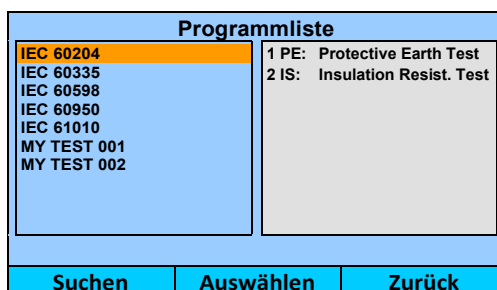 Programmliste
IEC 60204
IEC 60335
IEC 60598
IEC 60950
IEC 61010
MY TEST 001
MY TEST 002
1 PE: Protective Earth Test
2 IS: Insulation Resist. Test
Suchen
Auswählen
Zurück